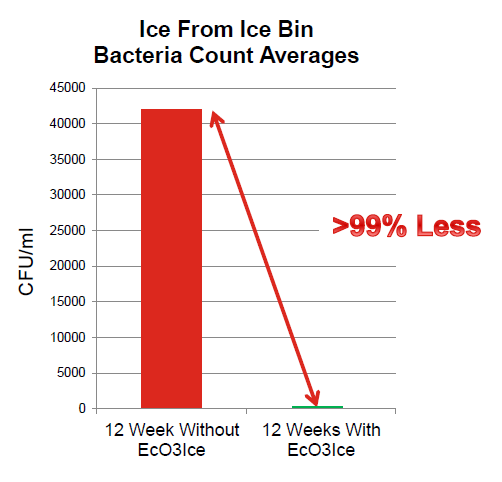 Ice From Ice Bin
Bacteria Count Averages
45000
40000
35000
30000
25000
20000
15000
10000
5000
0
CFU/ml
>99% Less
12 Week Without
EcO3Ice
12 Weeks With
EcO3Ice